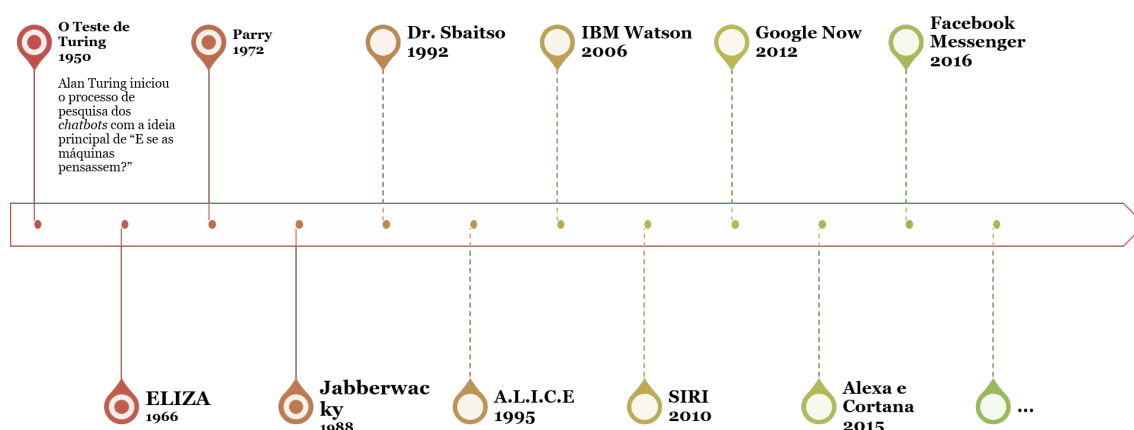 O Teste de
Turing
1950
Alan Turing iniciou
o processo de
pesquisa dos
chatbots com a ideia
principal de “E se as
máquinas
pensassem?”
Parry
1972
Dr. Sbaitso
1992
IBM Watson
2006
Google Now
2012
Facebook
Messenger
2016
ELIZA
1966
Jabberwac
ky
1988
A.L.I.C.E
1995
SIRI
2010
Alexa e
Cortana
2015
...